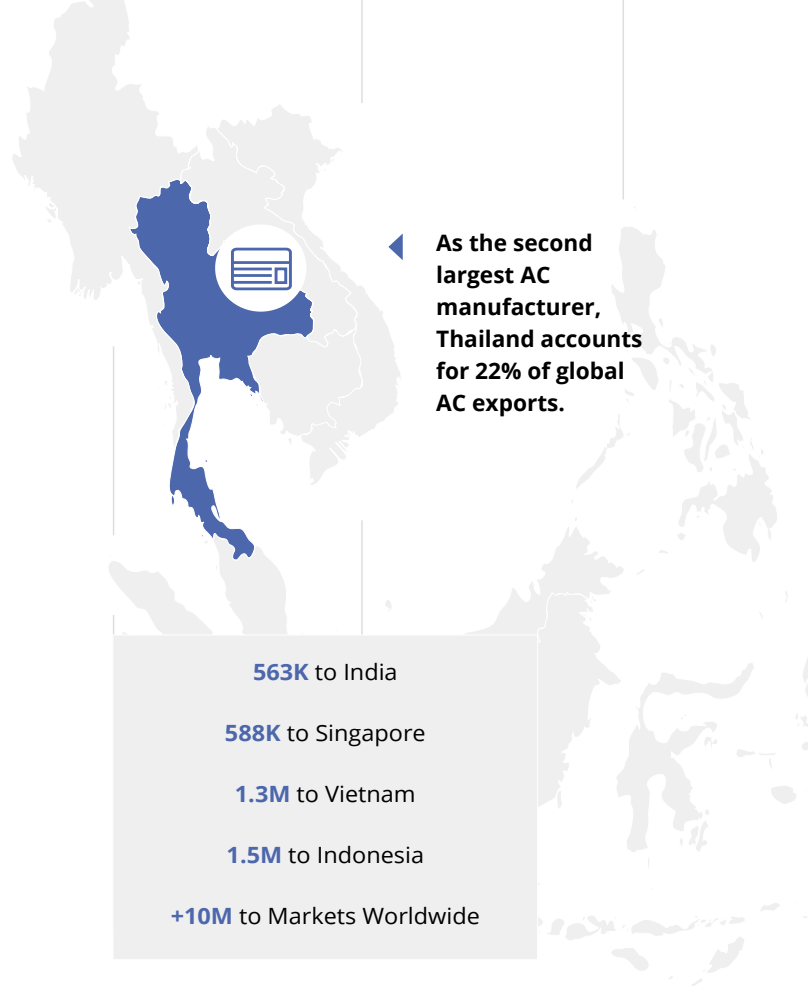 As the second
largest AC
manufacturer,
Thailand accounts
for 22% of global
AC exports.
563K to India
588K to Singapore
1.3M to Vietnam
1.5M to Indonesia
+10M to Markets Worldwide